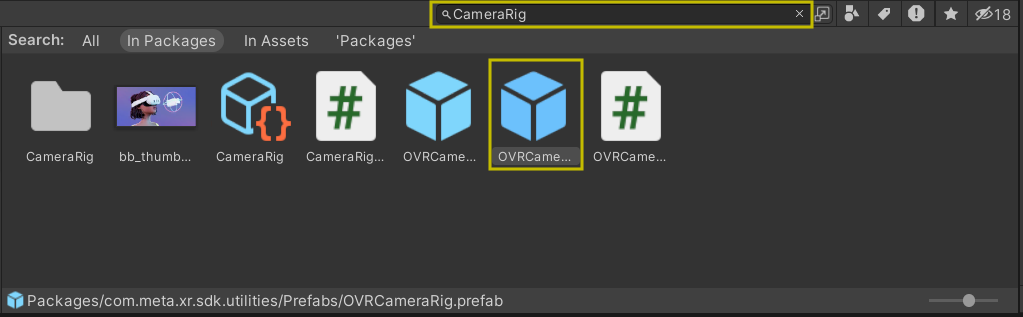 CameraRig
18
Search: All In Packages In Assets 'Packages'
CameraRig bb_thumb... CameraRig CameraRig... OVRCame... OVRCame... OVRCame...
Packages/com.meta.xr.sdk.utilities/Prefabs/OVRCameraRig.prefab